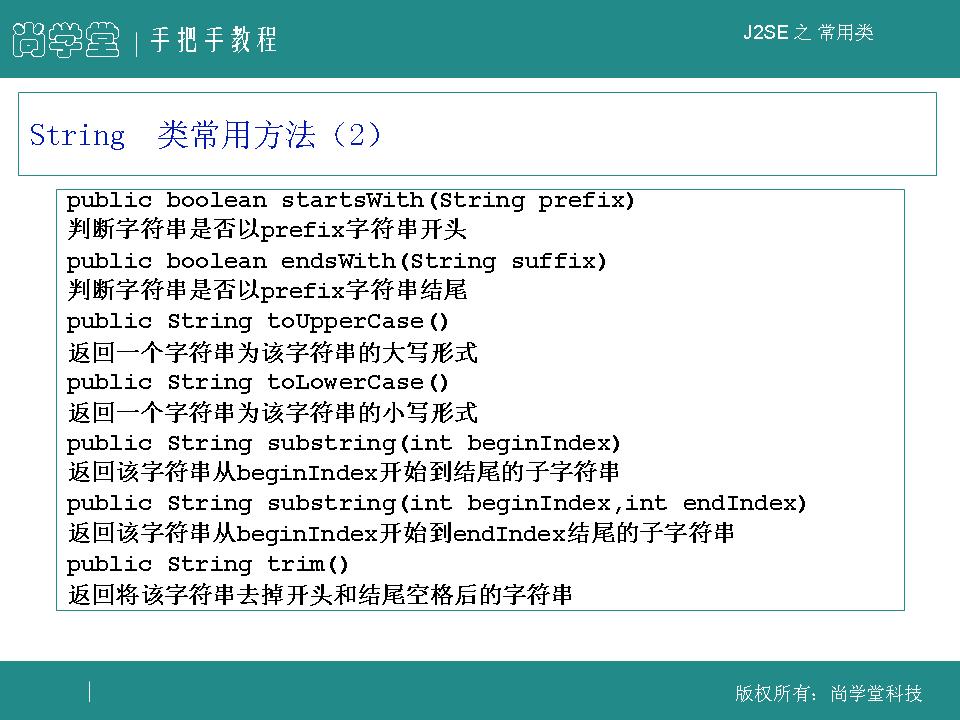 尚学堂 | 手把手教程
J2SE 之 常用类
String 类常用方法（2）
public boolean startsWith(String prefix)
判断字符串是否以prefix字符串开头
public boolean endsWith(String suffix)
判断字符串是否以prefix字符串结尾
public String toUpperCase()
返回一个字符串为该字符串的大写形式
public String toLowerCase()
返回一个字符串为该字符串的小写形式
public String substring(int beginIndex)
返回该字符串从beginIndex开始到结尾的子字符串
public String substring(int beginIndex,int endIndex)
返回该字符串从beginIndex开始到endIndex结尾的子字符串
public String trim()
返回将该字符串去掉开头和结尾空格后的字符串
版权所有：尚学堂科技